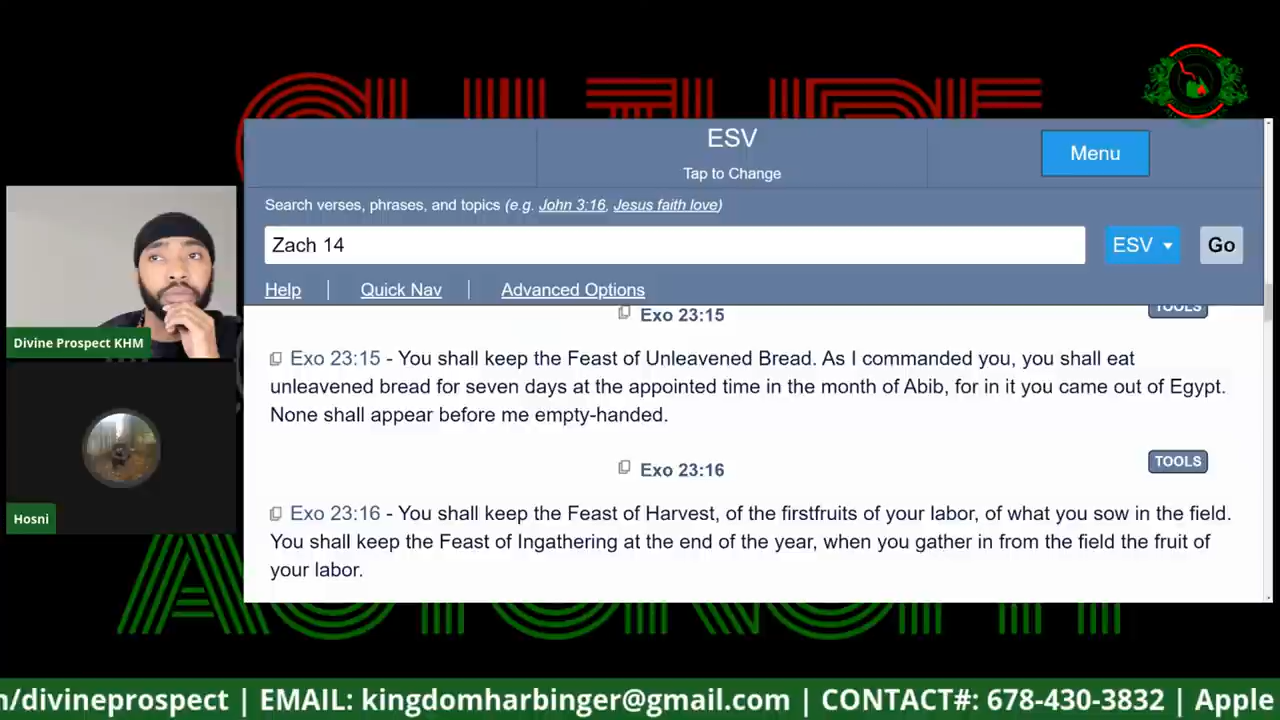 ESV
Tap to Change
Menu
Search verses, phrases, and topics (e.g. John 3:16, Jesus faith love)
Zach 14
ESV
Go
Help
Quick Nav
Advanced Options
Exo 23:15
TOOLS
Exo 23:15 - You shall keep the Feast of Unleavened Bread. As I commanded you, you shall eat
unleavened bread for seven days at the appointed time in the month of Abib, for in it you came out of Egypt.
None shall appear before me empty-handed.
Exo 23:16
TOOLS
Exo 23:16 - You shall keep the Feast of Harvest, of the firstfruits of your labor, of what you sow in the field.
You shall keep the Feast of Ingathering at the end of the year, when you gather in from the field the fruit of
your labor.
Divine Prospect KHM
Hosni
n/divineprospect | EMAIL: kingdomharbinger@gmail.com | CONTACT#: 678-430-3832 | Apple